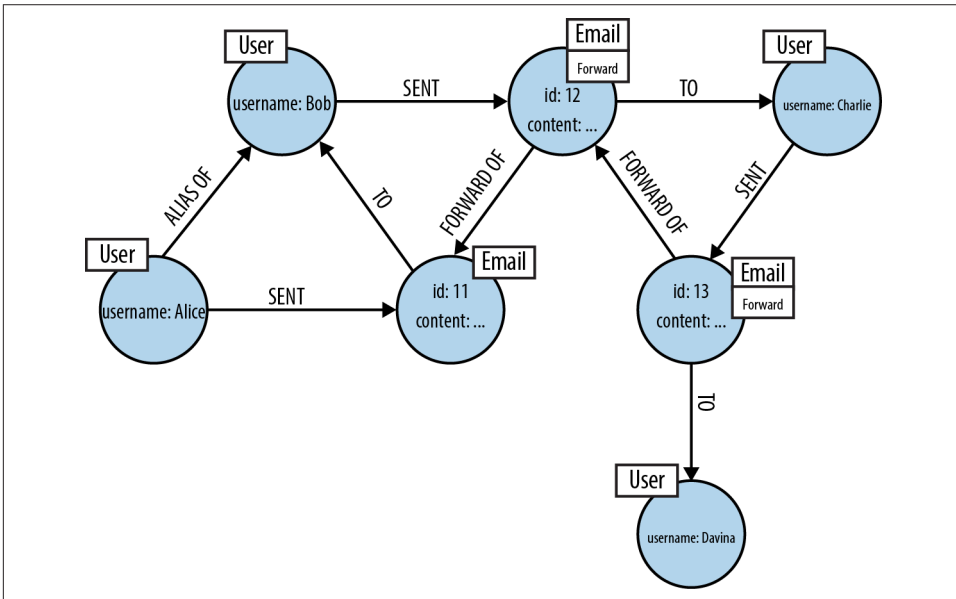 User
username: Bob
SENT
Email
Forward
id: 12
content: ...
TO
User
username: Charlie
ALIAS OF
TO
FORWARD OF
FORWARD OF
SENT
User
username: Alice
SENT
Email
id: 11
content: ...
Email
Forward
id: 13
content: ...
TO
User
username: Davina